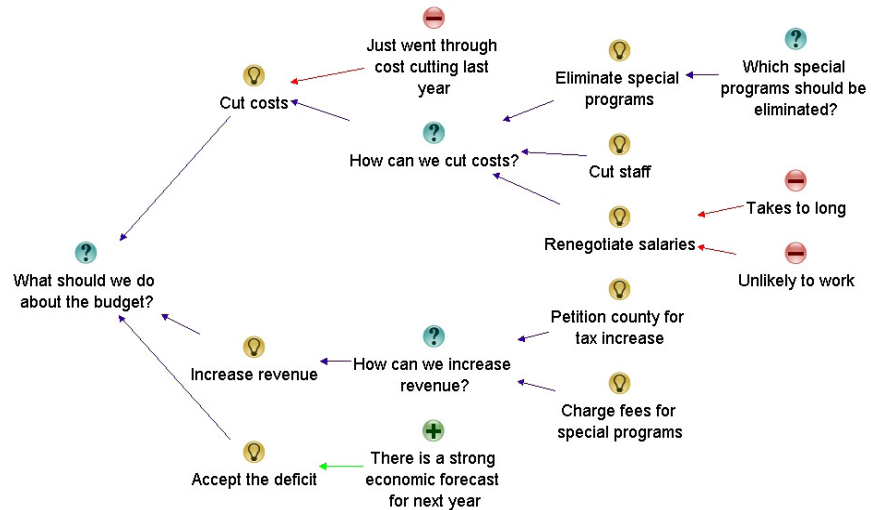 Just went through
cost cutting last
year
Cut costs
Eliminate special
programs
Which special
programs should be
eliminated?
How can we cut costs?
Cut staff
Takes to long
Renegotiate salaries
Unlikely to work
What should we do
about the budget?
Petition county for
tax increase
Increase revenue
How can we increase
revenue?
Charge fees for
special programs
Accept the deficit
There is a strong
economic forecast
for next year